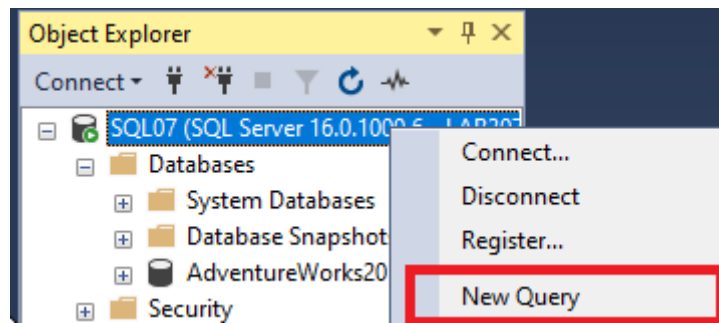 Object Explorer
Connect
SQL07 (SQL Server 16.0.1000.6 - LAB207
Connect...
Databases
Disconnect
System Databases
Database Snapshot
Register...
AdventureWorks20
New Query
Security